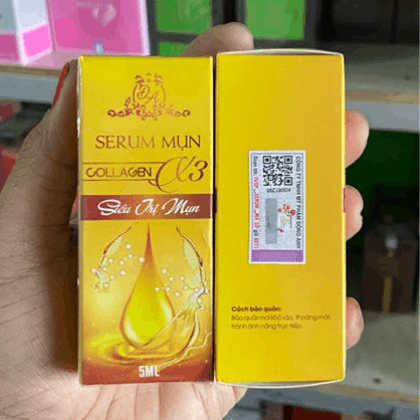 ĐA
SERUM MỤN
COLLAGEN X3
Siêu Trị Mụn
5ML
CÔNG TY TNHH MỸ PHẨM ĐÔNG ANH
Cách bảo quản:
Bảo quản nơi khô ráo, thoáng mát
tránh ánh nắng trực tiếp.